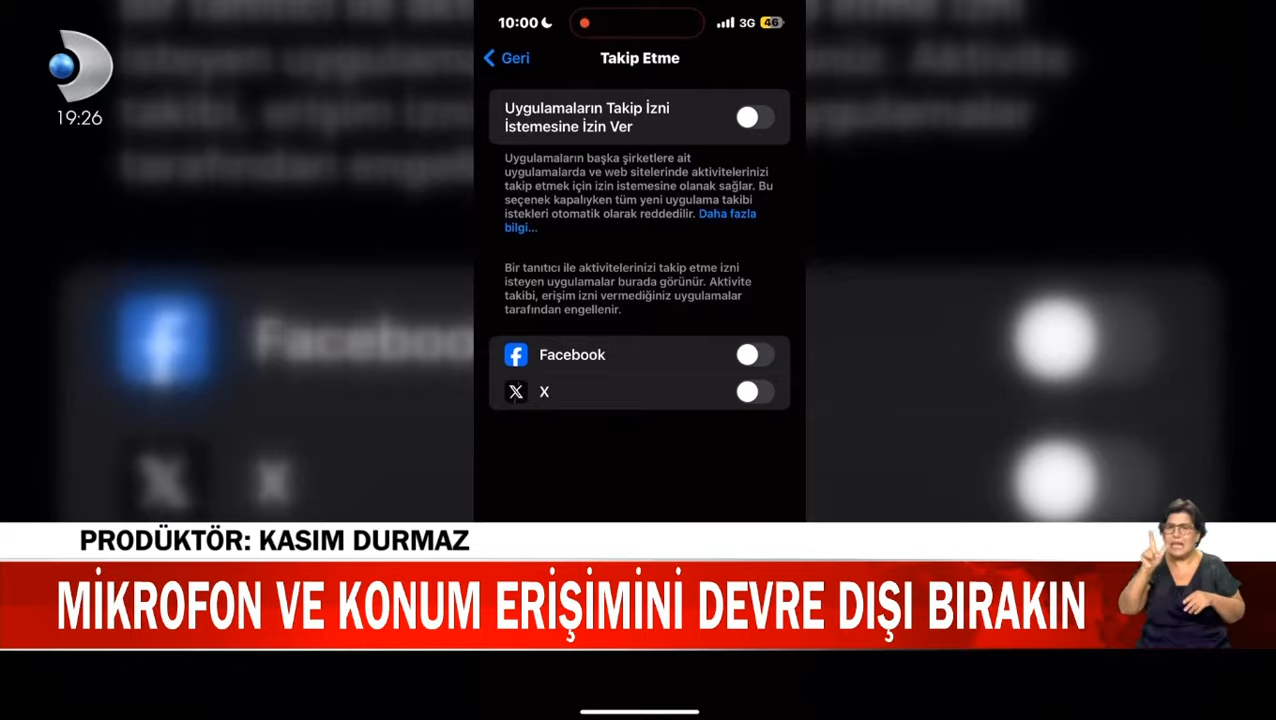 19:26
10:00
3G
46
Geri
Takip Etme
Uygulamaların Takip İzni
İstemesine İzin Ver
Uygulamaların başka şirketlere ait
uygulamalarda ve web sitelerinde aktivitelerinizi
takip etmek için izin istemesine olanak sağlar. Bu
seçenek kapalıyken tüm yeni uygulama takibi
istekleri otomatik olarak reddedilir. Daha fazla
bilgi...
Bir tanıtıcı ile aktivitelerinizi takip etme izni
isteyen uygulamalar burada görünür. Aktivite
takibi, erişim izni vermediğiniz uygulamalar
tarafından engellenir.
Facebook
X
Facebook
X
PRODÜKTÖR: KASIM DURMAZ
MİKROFON VE KONUM ERİŞİMİNİ DEVRE DIŞI BIRAKIN